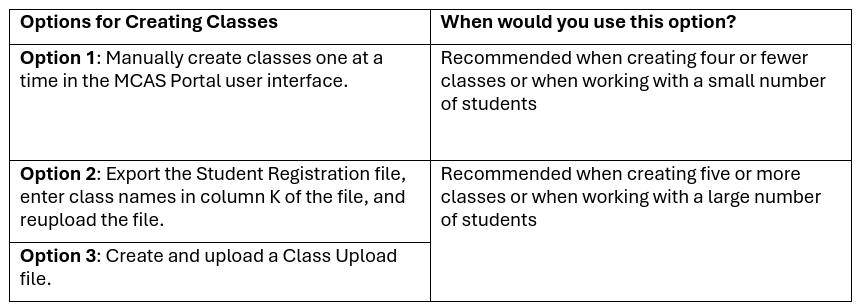 Options for Creating Classes
When would you use this option?
Option 1: Manually create classes one at a
time in the MCAS Portal user interface.
Recommended when creating four or fewer
classes or when working with a small number
of students
Option 2: Export the Student Registration file,
enter class names in column K of the file, and
reupload the file.
Recommended when creating five or more
classes or when working with a large number
of students
Option 3: Create and upload a Class Upload
file.